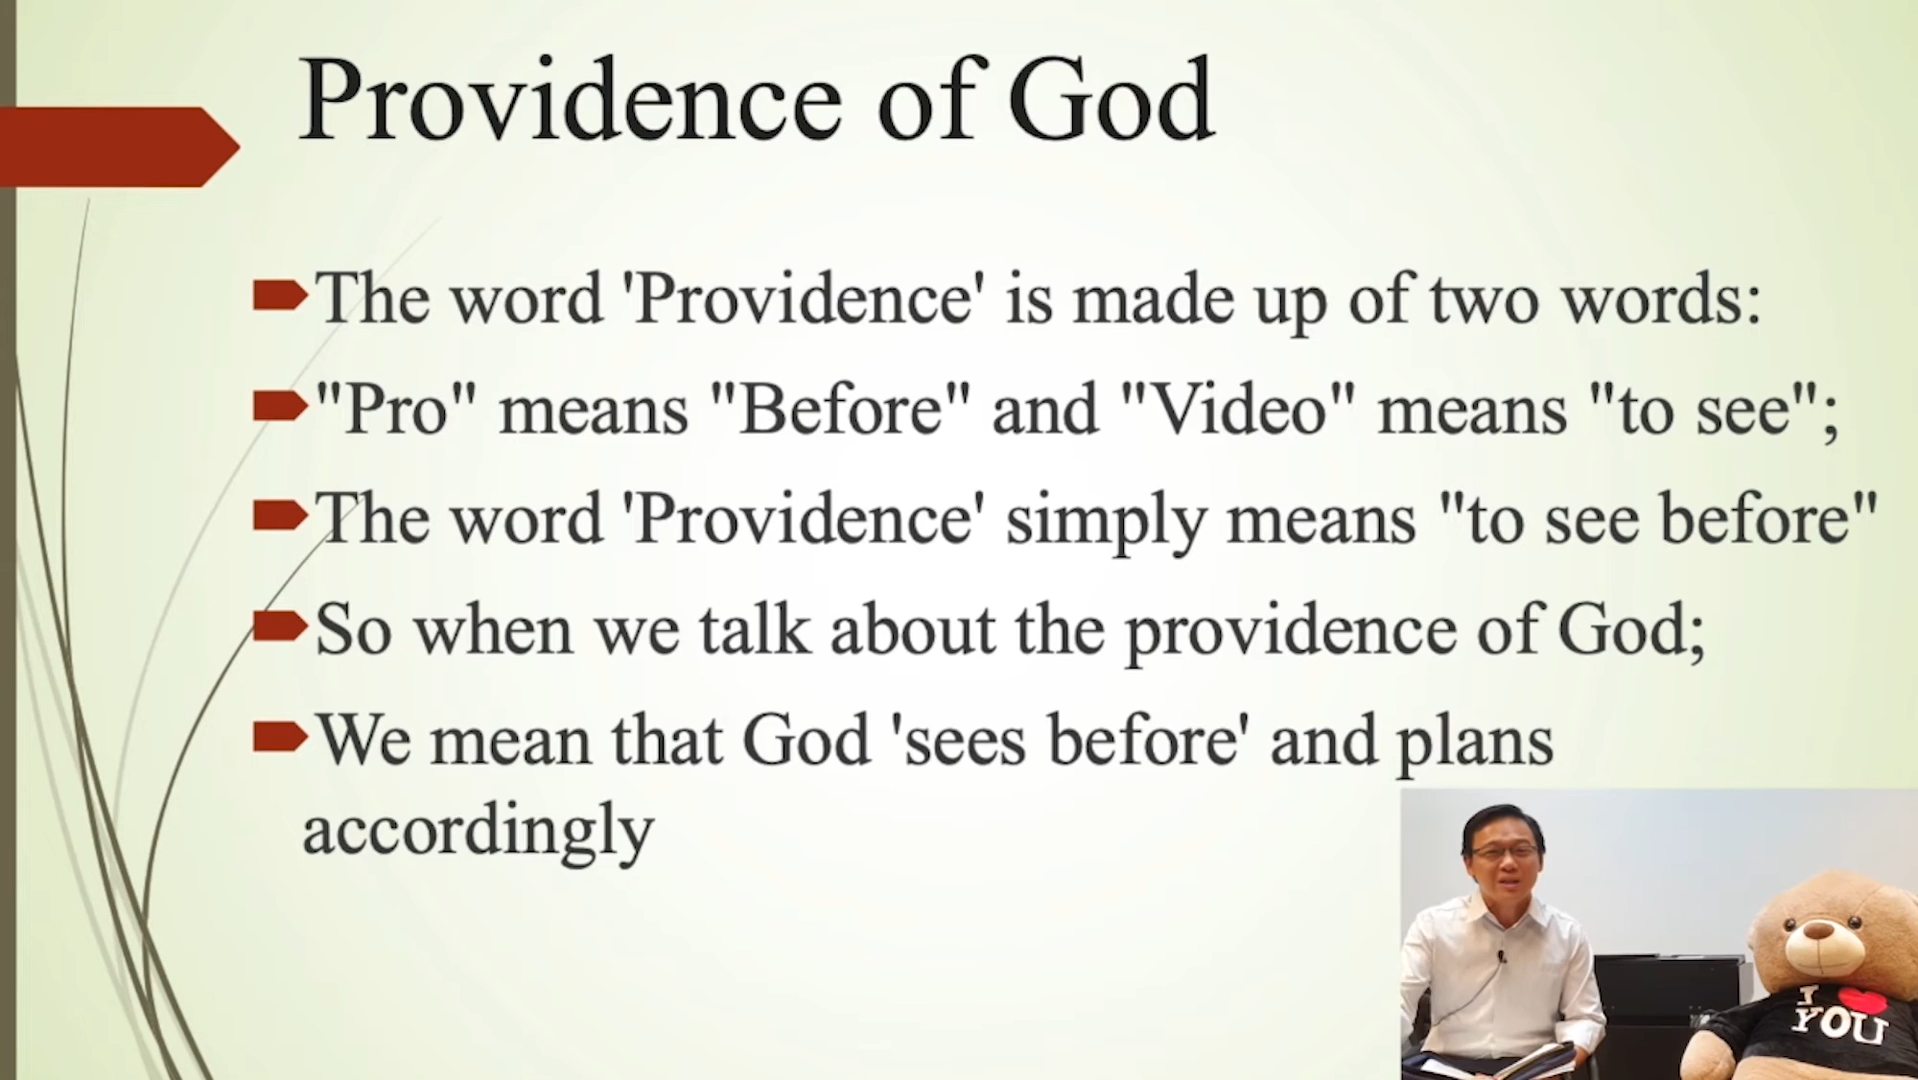 Providence of God
The word 'Providence' is made up of two words:
"Pro" means "Before" and "Video" means "to see";
The word 'Providence' simply means "to see before"
So when we talk about the providence of God;
We mean that God 'sees before' and plans
accordingly
I
YOU